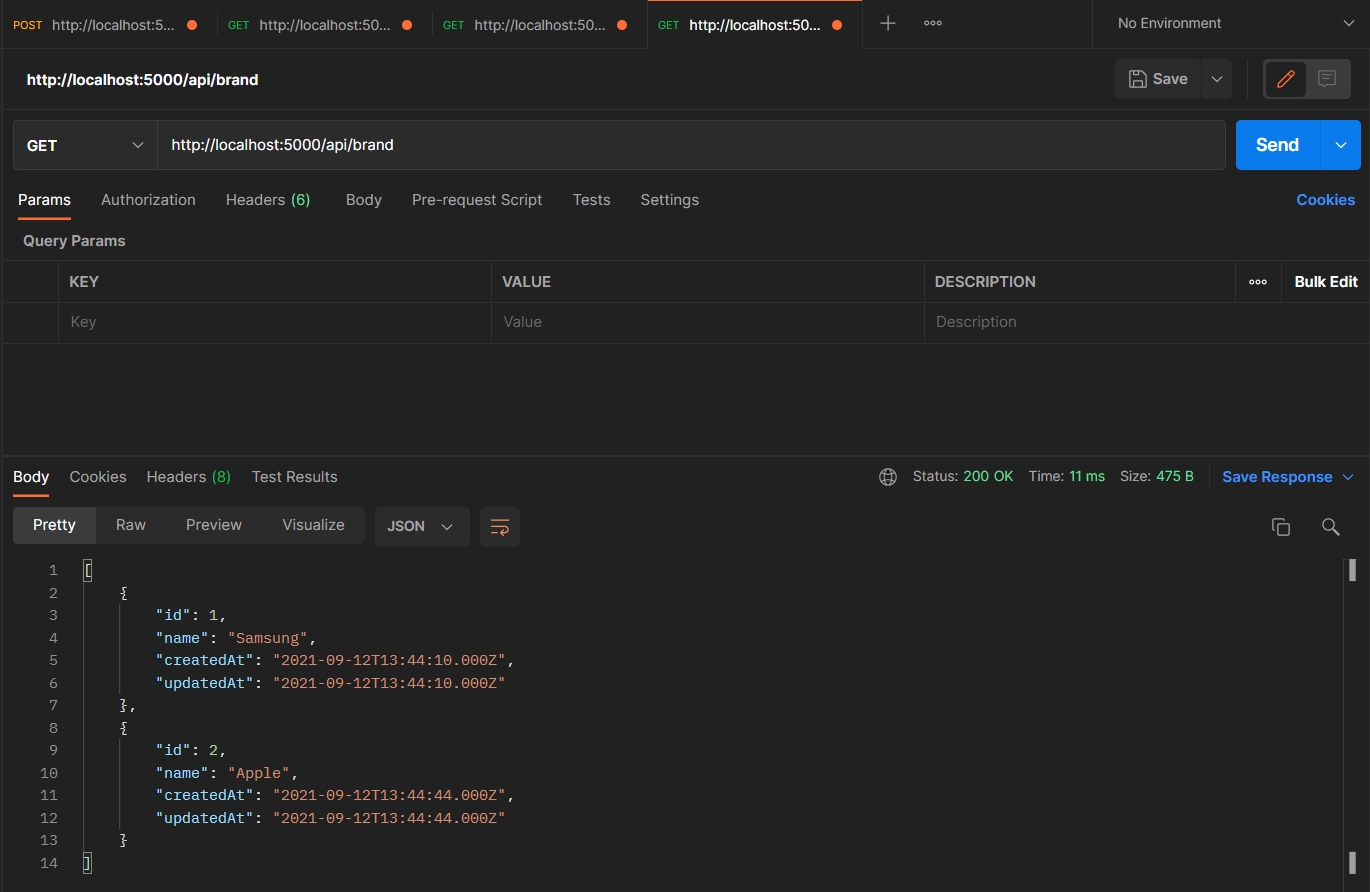 POST http://localhost:5... GET http://localhost:50... GET http://localhost:50... GET http://localhost:50... No Environment
http://localhost:5000/api/brand Save
GET http://localhost:5000/api/brand Send
Params Authorization Headers (6) Body Pre-request Script Tests Settings Cookies
Query Params
KEY VALUE DESCRIPTION Bulk Edit
Key Value Description
Body Cookies Headers (8) Test Results Status: 200 OK Time: 11 ms Size: 475 B Save Response
Pretty Raw Preview Visualize JSON
1 [
2 {
3 "id": 1,
4 "name": "Samsung",
5 "createdAt": "2021-09-12T13:44:10.000Z",
6 "updatedAt": "2021-09-12T13:44:10.000Z"
7 },
8 {
9 "id": 2,
10 "name": "Apple",
11 "createdAt": "2021-09-12T13:44:44.000Z",
12 "updatedAt": "2021-09-12T13:44:44.000Z"
13 }
14 ]